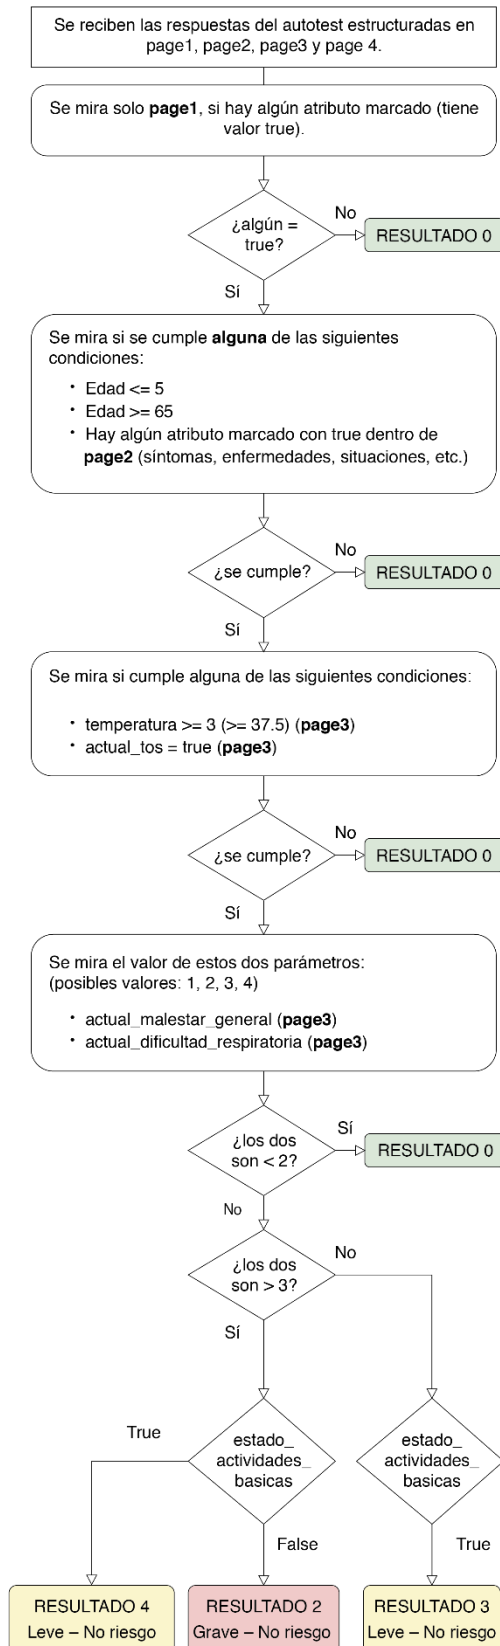 Se reciben las respuestas del autotest estructuradas en
page1, page2, page3 y page 4.
Se mira solo page1, si hay algún atributo marcado (tiene
valor true).
¿algún =
true?
No
RESULTADO 0
Sí
Se mira si se cumple alguna de las siguientes
condiciones:
• Edad <= 5
• Edad >= 65
• Hay algún atributo marcado con true dentro de
page2 (síntomas, enfermedades, situaciones, etc.)
¿se cumple?
No
RESULTADO 0
Sí
Se mira si cumple alguna de las siguientes condiciones:
• temperatura >= 3 (>= 37.5) (page3)
• actual_tos = true (page3)
¿se cumple?
No
RESULTADO 0
Sí
Se mira el valor de estos dos parámetros:
(posibles valores: 1, 2, 3, 4)
• actual_malestar_general (page3)
• actual_dificultad_respiratoria (page3)
¿los dos
son < 2?
Sí
RESULTADO 0
No
¿los dos
son > 3?
No
Sí
estado_
actividades_
basicas
estado_
actividades_
basicas
True
False
True
RESULTADO 4
Leve – No riesgo
RESULTADO 2
Grave – No riesgo
RESULTADO 3
Leve – No riesgo